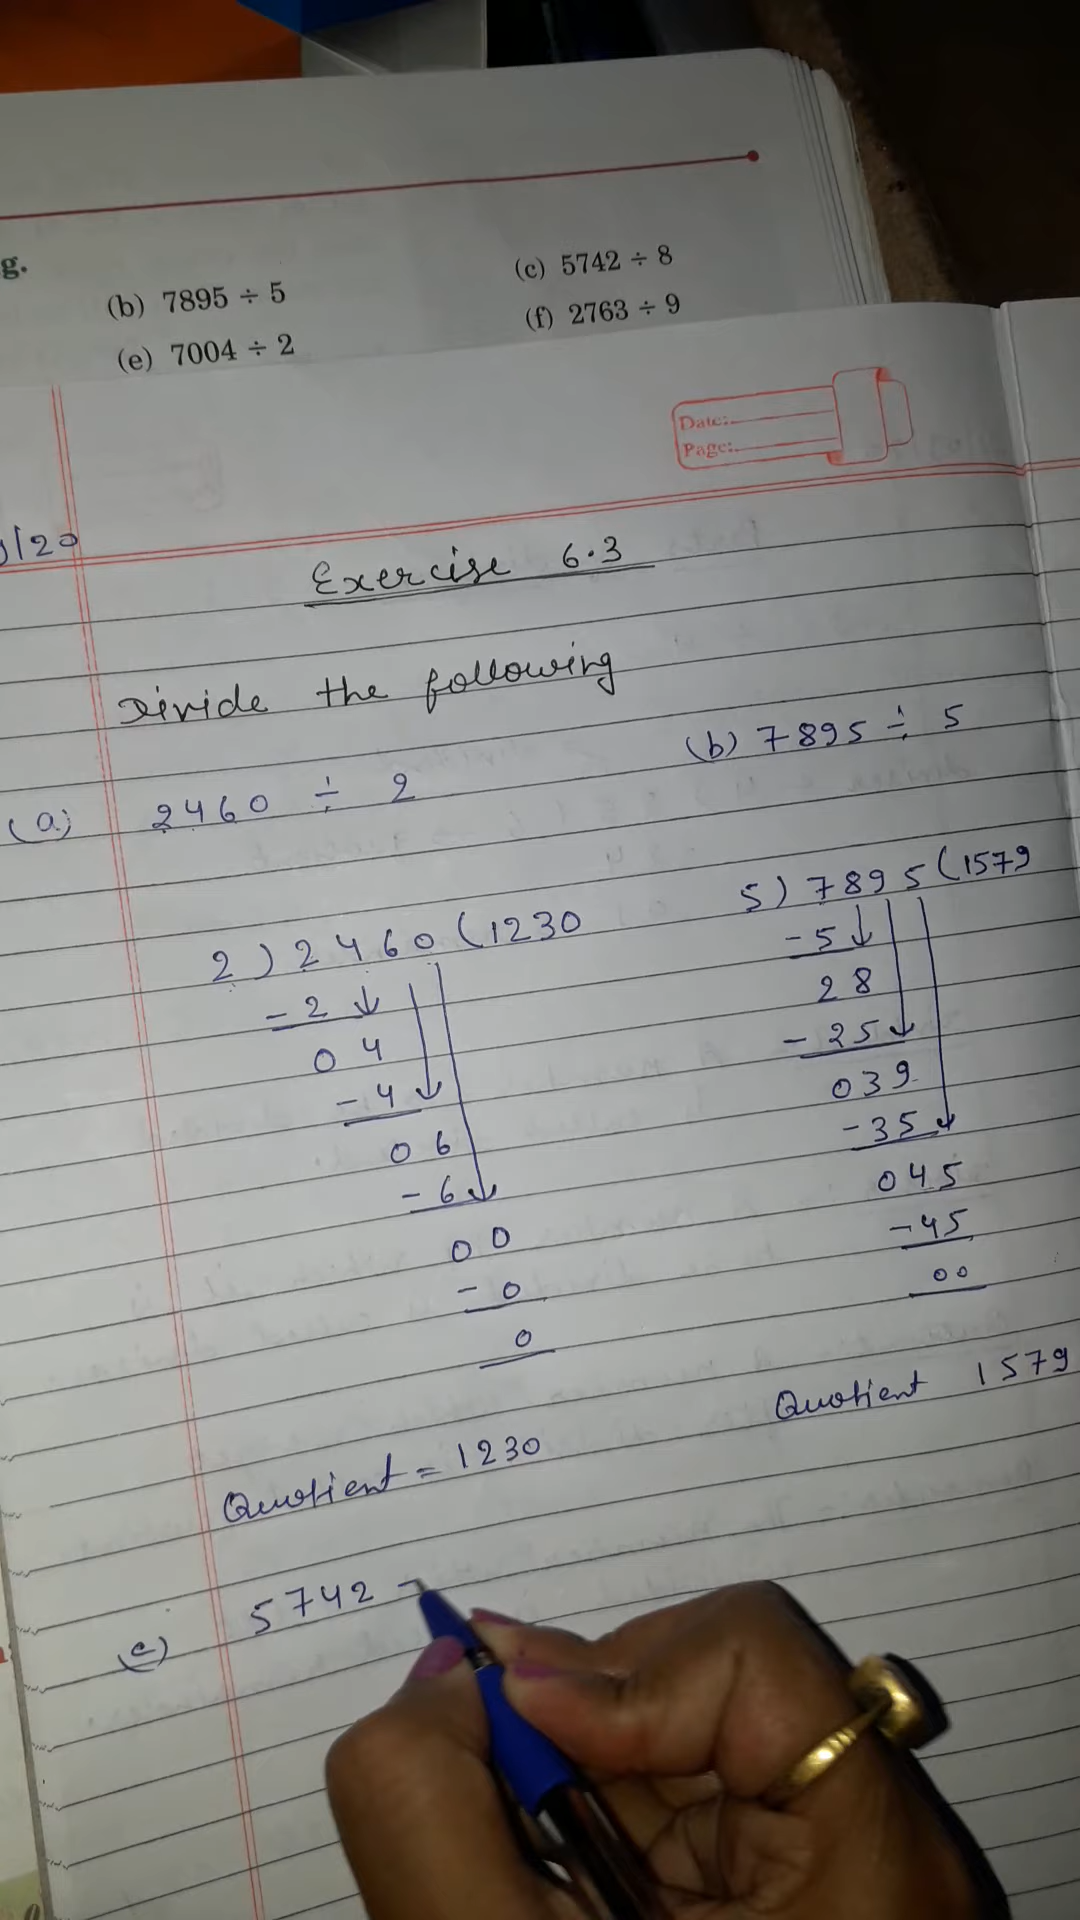 g.
(b) 7895 ÷ 5
(c) 5742 ÷ 8
(e) 7004 ÷ 2
(f) 2763 ÷ 9
Date:
Page:
/20
Exercise 6.3
Divide the following
(a) 2460 ÷ 2
(b) 7895 ÷ 5
2 ) 2460 ( 1230
- 2
04
- 4
06
- 6
00
- 0
0
Quotient = 1230
5 ) 7895 ( 1579
- 5
28
- 25
039
- 35
045
- 45
00
Quotient 1579
(c) 5742 -